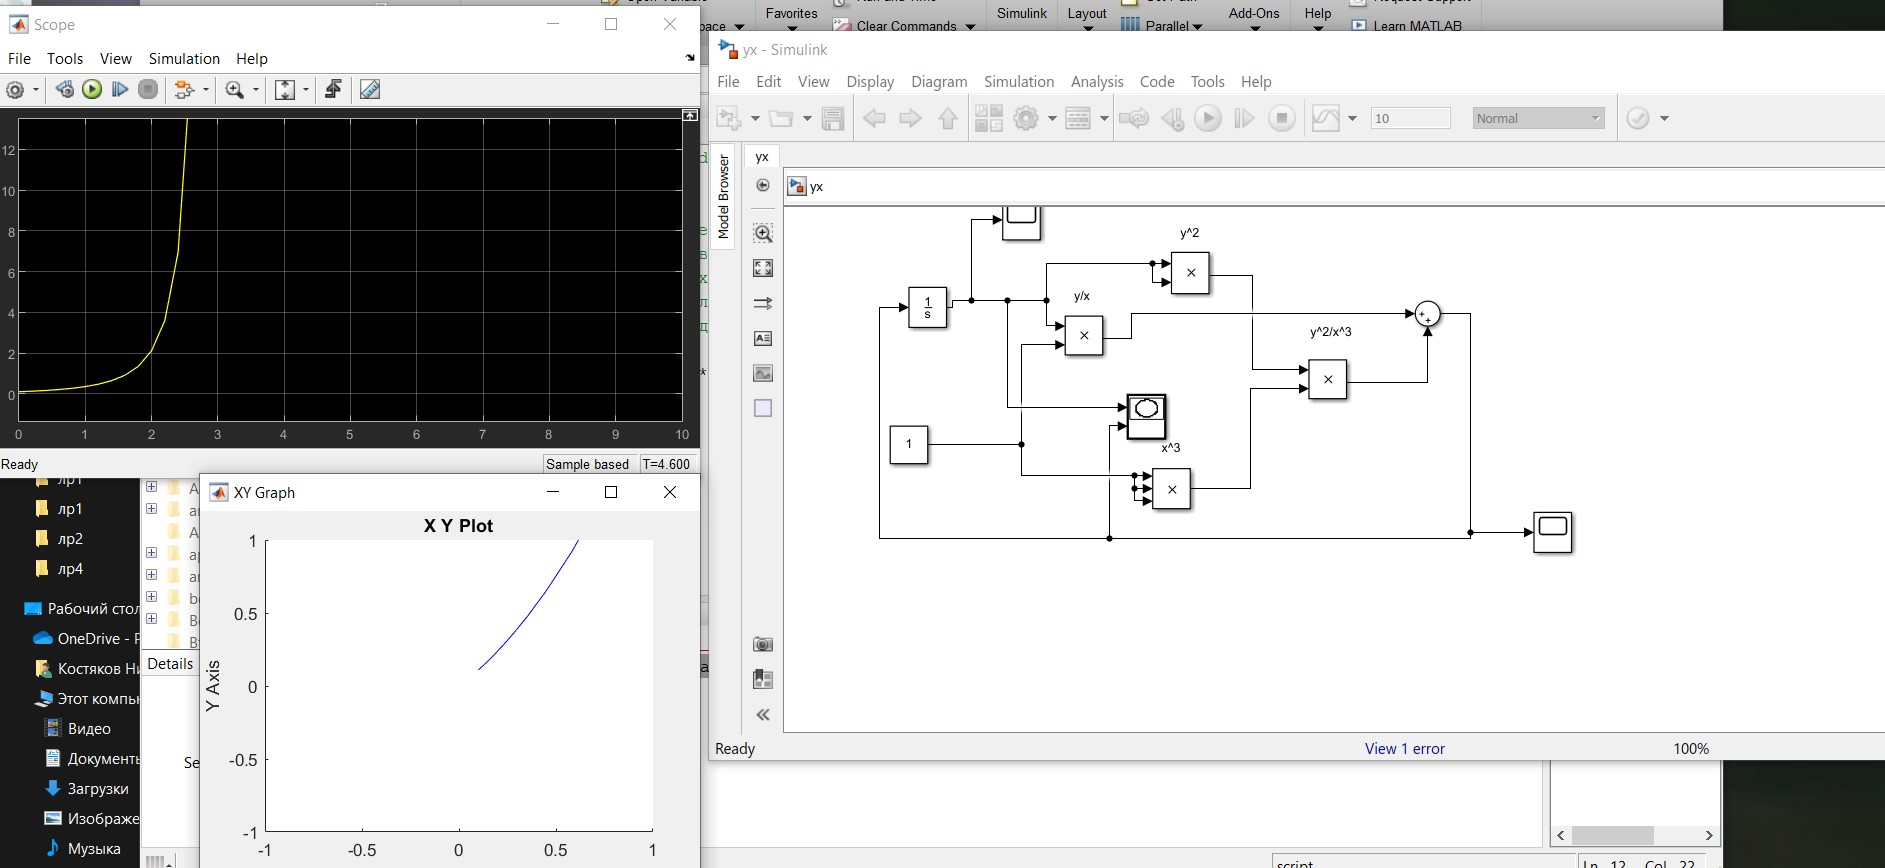 Favorites
Clear Commands
Simulink
Layout
Parallel
Add-Ons
Help
Learn MATLAB
Scope
File Tools View Simulation Help
12
10
8
6
4
2
0
0 1 2 3 4 5 6 7 8 9 10
Ready
Sample based
T=4.600
лр1
лр1
лр2
лр4
Рабочий стол
OneDrive - 
Костяков
Этот
Видео
Загрузки
Музыка
Details
XY Graph
X Y Plot
Y Axis
1
0.5
0
-0.5
-1
-1 -0.5 0 0.5 1
yx - Simulink
File Edit View Display Diagram Simulation Analysis Code Tools Help
10
Normal
Model Browser
yx
yx
y^2
1
s
y/x
×
×
+
+
y^2/x^3
×
1
x^3
×
Ready
View 1 error
100%
script
Ln 12 Col 22